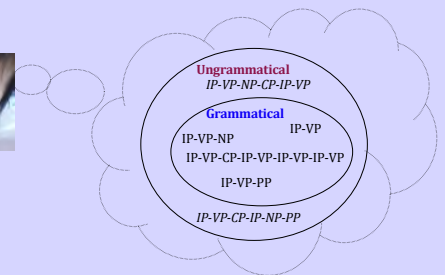 Ungrammatical
IP-VP-NP-CP-IP-VP
Grammatical
IP-VP
IP-VP-NP
IP-VP-CP-IP-VP-IP-VP-IP-VP
IP-VP-PP
IP-VP-CP-IP-NP-PP